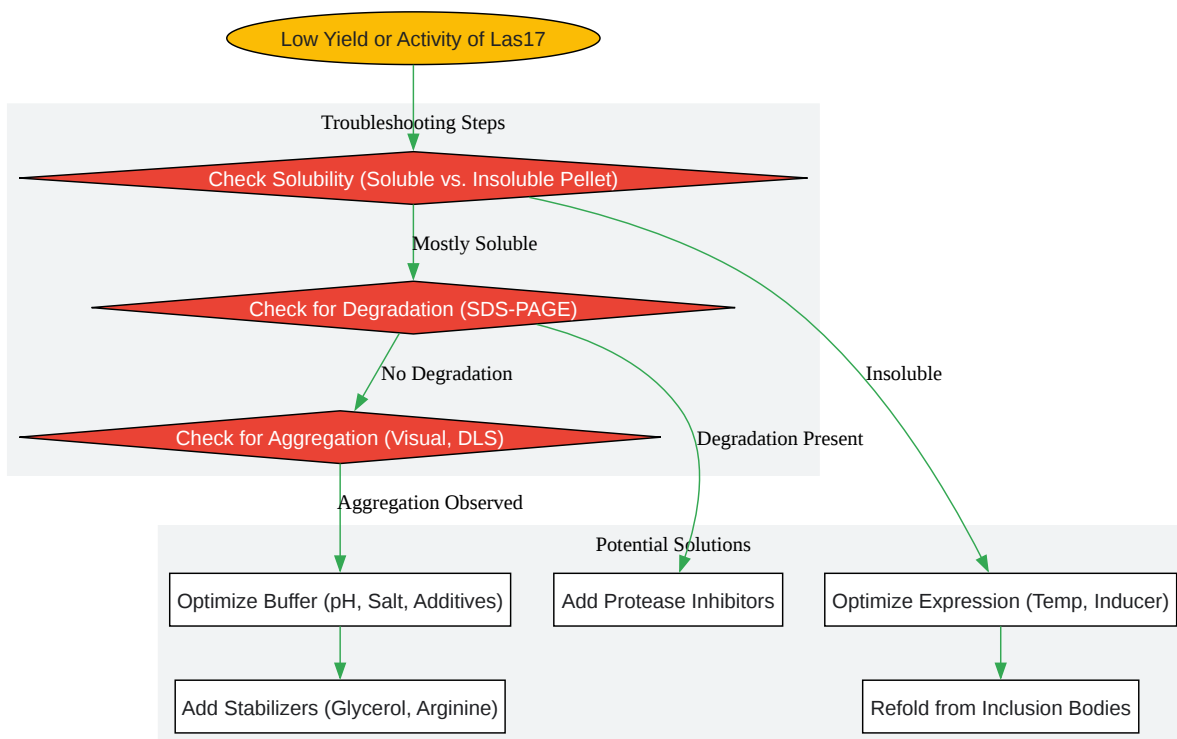 Low Yield or Activity of Las17
Troubleshooting Steps
Check Solubility (Soluble vs. Insoluble Pellet)
Mostly Soluble
Check for Degradation (SDS-PAGE)
No Degradation
Insoluble
Check for Aggregation (Visual, DLS)
Degradation Present
Aggregation Observed
Potential Solutions
Optimize Buffer (pH, Salt, Additives)
Add Protease Inhibitors
Optimize Expression (Temp, Inducer)
Add Stabilizers (Glycerol, Arginine)
Refold from Inclusion Bodies